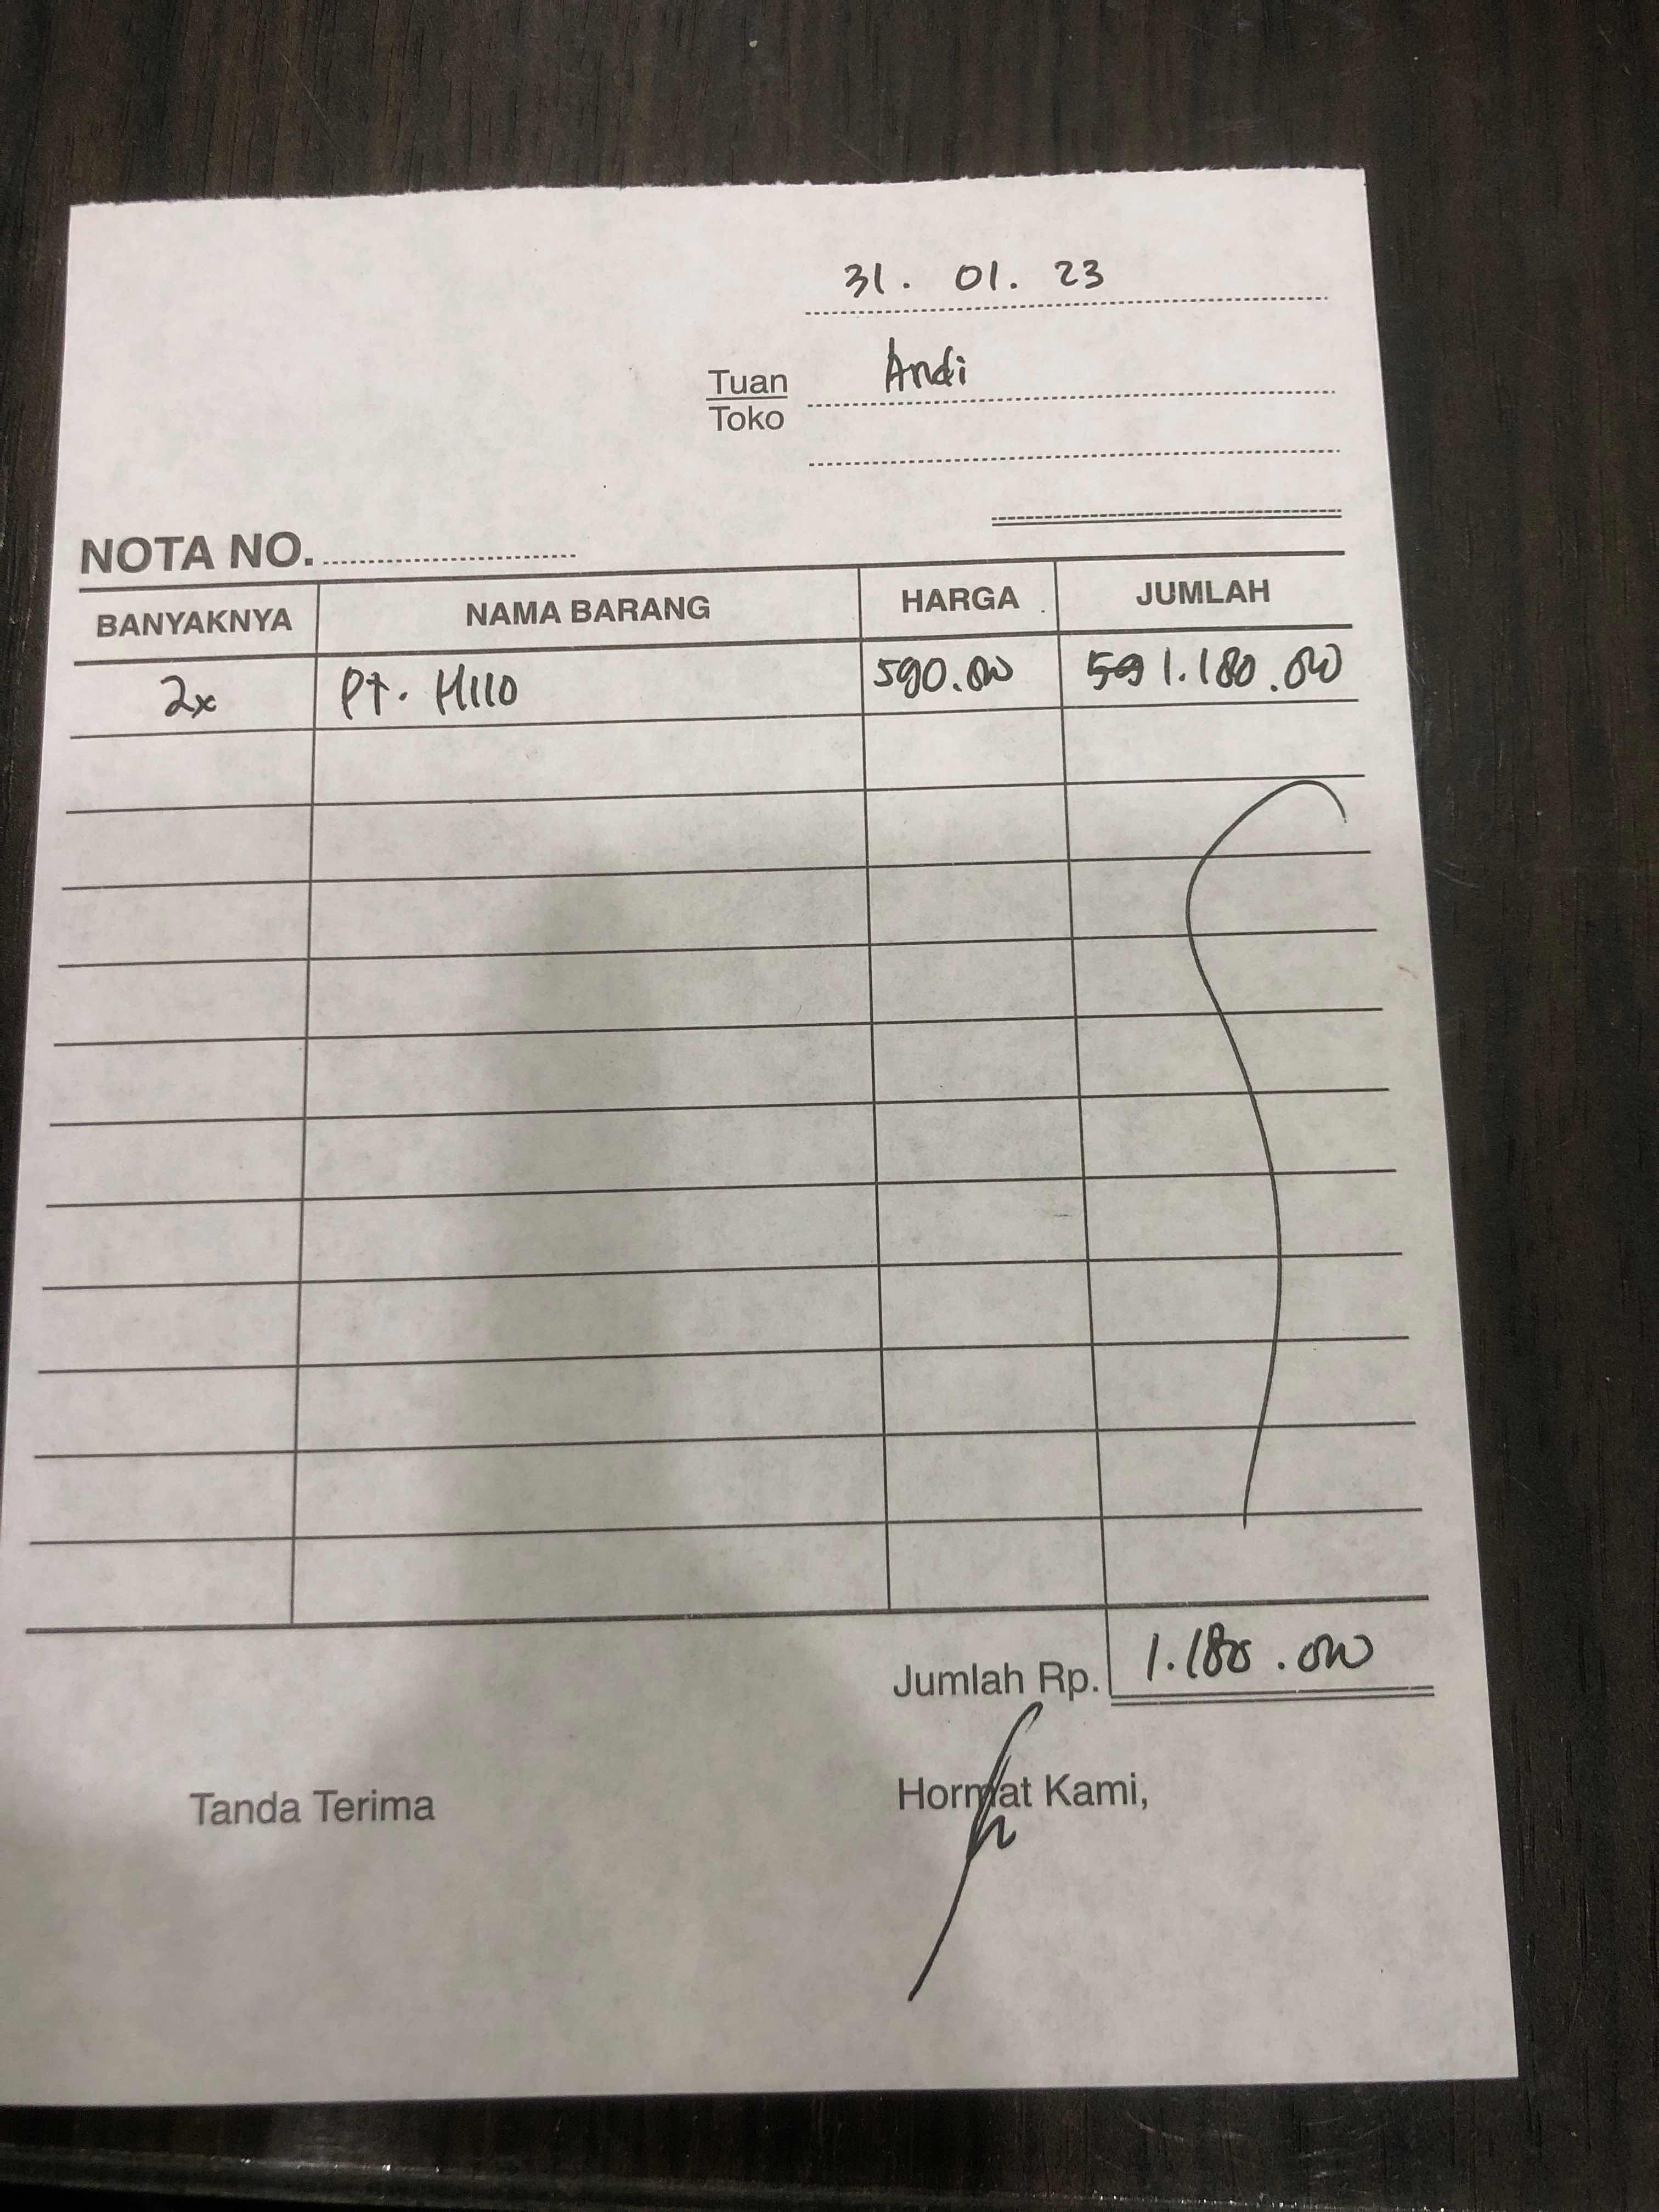 31. 01. 23
Tuan Andi
Toko
NOTA NO.
BANYAKNYA NAMA BARANG HARGA JUMLAH
2x Pt. H110 590.000 1.180.000
Jumlah Rp. 1.180.000
Tanda Terima Hormat Kami,